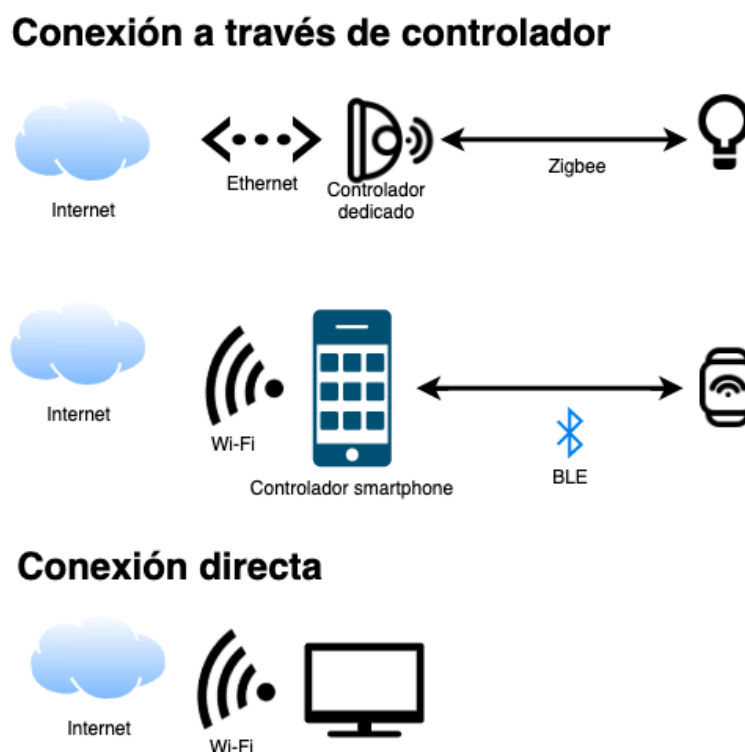 Conexión a través de controlador
Internet
Ethernet
Controlador
dedicado
Zigbee
Internet
Wi-Fi
Controlador smartphone
BLE
Conexión directa
Internet
Wi-Fi